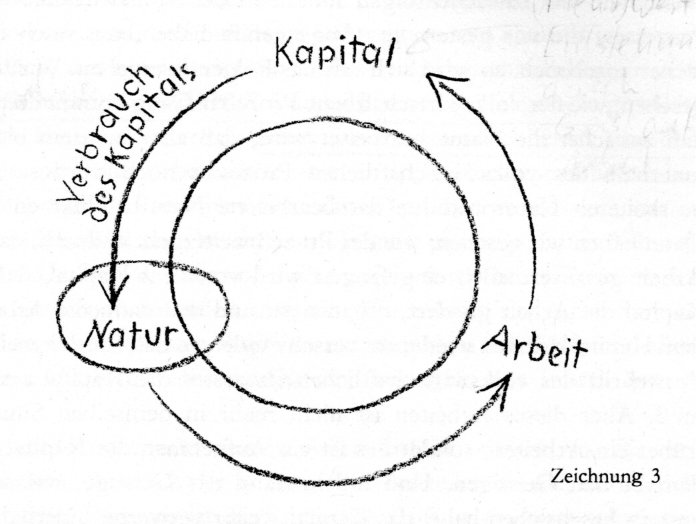 Kapital
Verbrauch
des Kapitals
Natur
Arbeit
Zeichnung 3